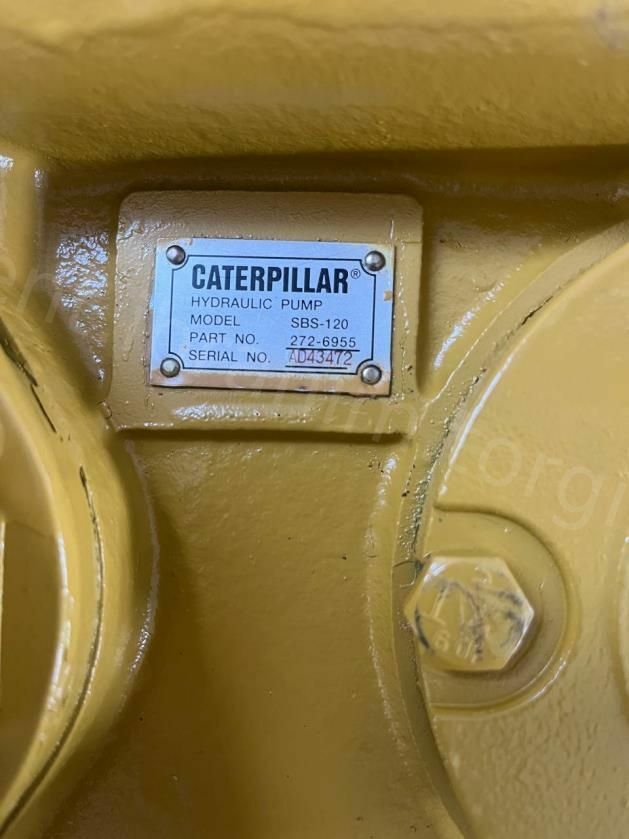 CATERPILLAR®
HYDRAULIC PUMP
MODEL SBS-120
PART NO. 272-6955
SERIAL NO. AD43472